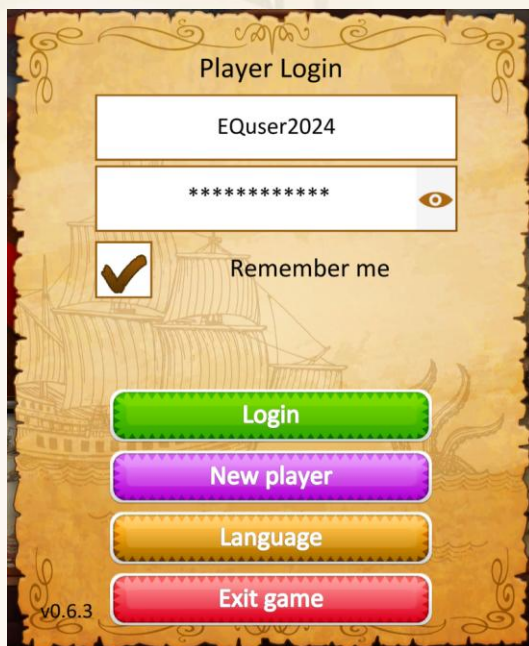 Player Login
EQuser2024
************
Remember me
Login
New player
Language
Exit game
v0.6.3